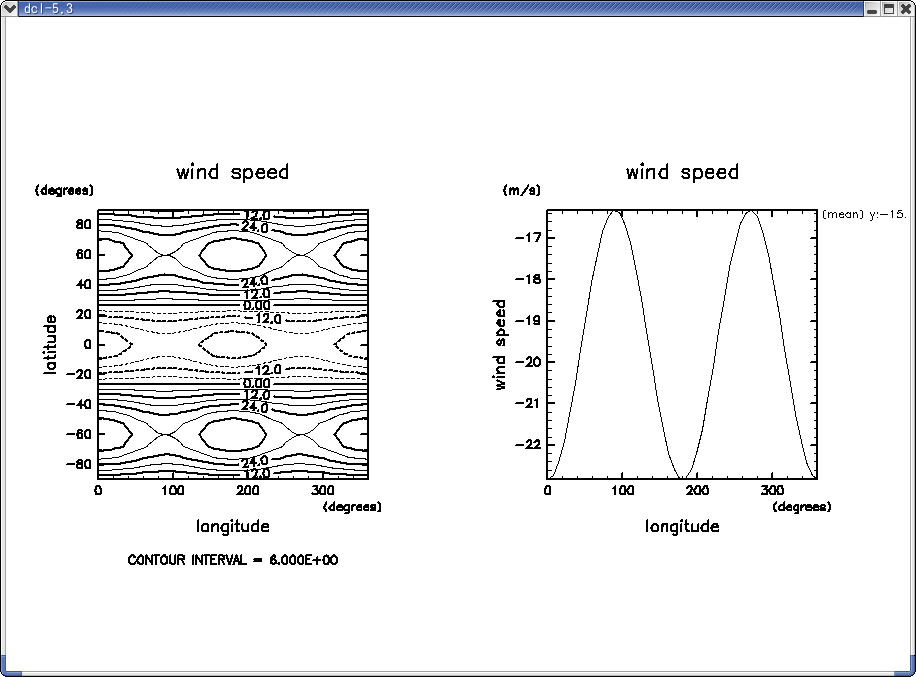 dcl-5,3
wind speed
(degrees)
12.0
24.0
24.0
12.0
0.00
-12.0
-12.0
0.00
12.0
24.0
24.0
12.0
80
60
40
20
0
-20
-40
-60
-80
latitude
0 100 200 300
(degrees)
longitude
CONTOUR INTERVAL = 6.000E+00
wind speed
(m/s)
(mean) y:-15.
-17
-18
-19
-20
-21
-22
wind speed
0 100 200 300
(degrees)
longitude